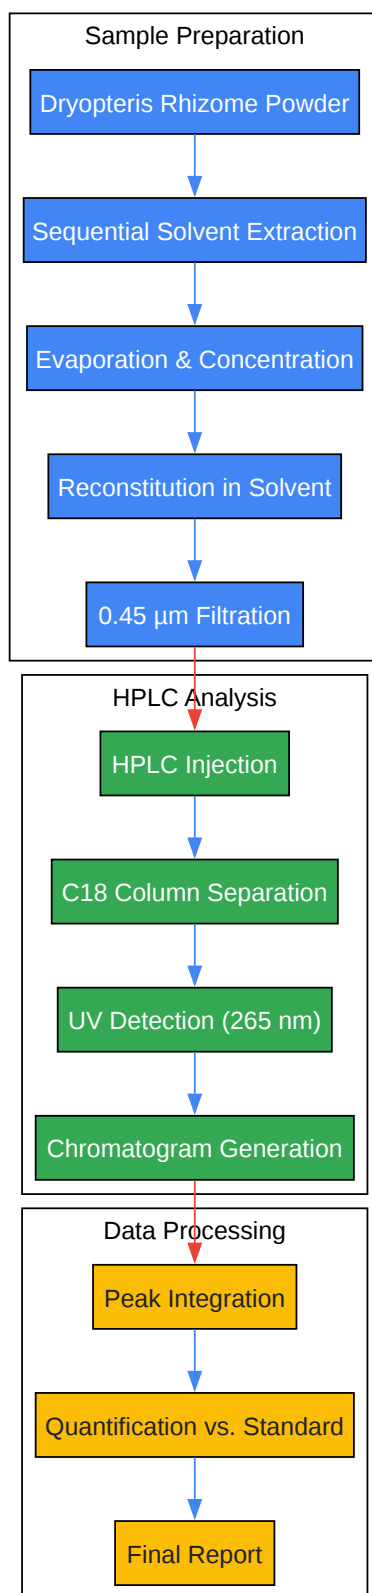 Sample Preparation
Dryopteris Rhizome Powder
Sequential Solvent Extraction
Evaporation & Concentration
Reconstitution in Solvent
0.45 µm Filtration
HPLC Analysis
HPLC Injection
C18 Column Separation
UV Detection (265 nm)
Chromatogram Generation
Data Processing
Peak Integration
Quantification vs. Standard
Final Report